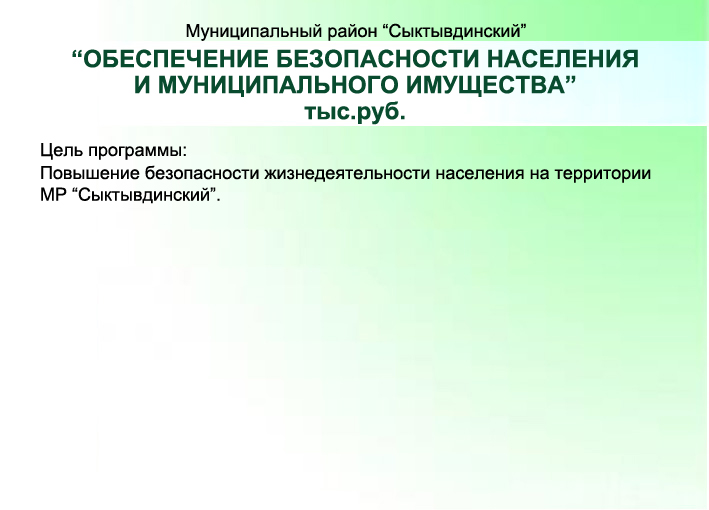 Муниципальный район “Сыктывдинский”
“ОБЕСПЕЧЕНИЕ БЕЗОПАСНОСТИ НАСЕЛЕНИЯ
И МУНИЦИПАЛЬНОГО ИМУЩЕСТВА”
тыс.руб.
Цель программы:
Повышение безопасности жизнедеятельности населения на территории
МР “Сыктывдинский”.